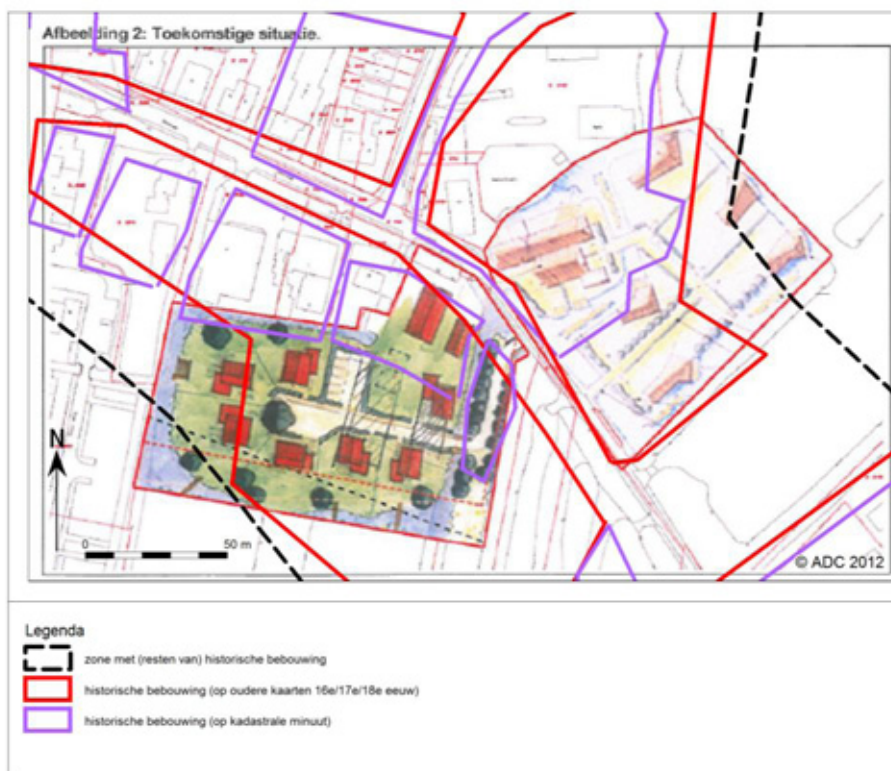 Afbeelding 2: Toekomstige situatie.
N
0
50 m
© ADC 2012
Legenda
zone met (resten van) historische bebouwing
historische bebouwing (op oudere kaarten 16e/17e/18e eeuw)
historische bebouwing (op kadastrale minuut)